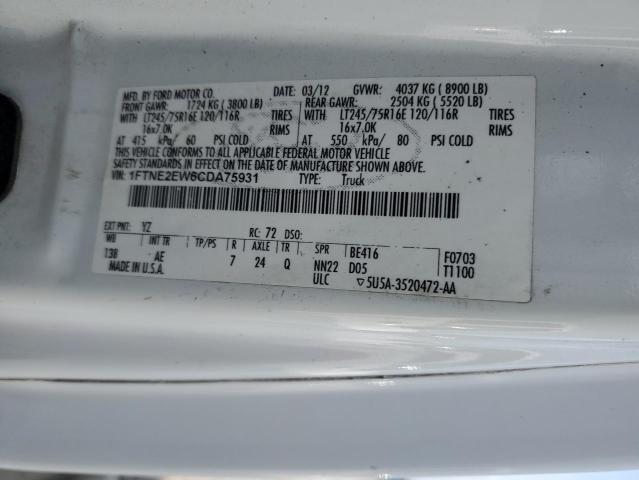 MFD. BY FORD MOTOR CO. DATE: 03/12 GVWR: 4037 KG ( 8900 LB)
FRONT GAWR: 1724 KG ( 3800 LB) REAR GAWR: 2504 KG ( 5520 LB)
WITH LT245/75R16E 120/116R TIRES WITH LT245/75R16E 120/116R TIRES
16x7.0K RIMS 16x7.0K RIMS
AT 415 kPa/ 60 PSI COLD AT 550 kPa/ 80 PSI COLD
THIS VEHICLE CONFORMS TO ALL APPLICABLE FEDERAL MOTOR VEHICLE
SAFETY STANDARDS IN EFFECT ON THE DATE OF MANUFACTURE SHOWN ABOVE.
VIN: 1FTNE2EW6CDA75931 TYPE: Truck
EXT PNT: YZ RC: 72 DSO:
WB INT TR TP/PS R AXLE TR SPR BE416 F0703
138 AE 7 24 Q NN22 D05 T1100
MADE IN U.S.A. ULC ▽5U5A-3520472-AA